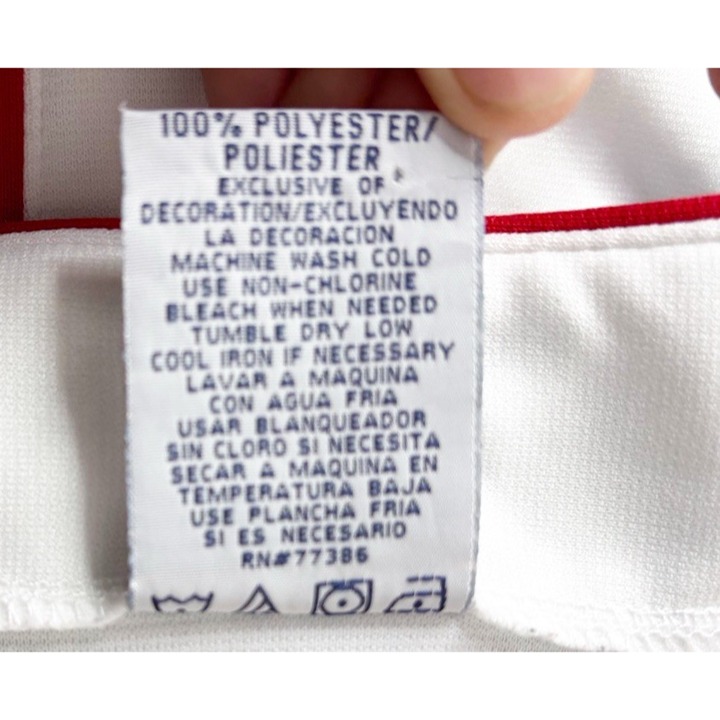 100% POLYESTER/
POLIESTER
EXCLUSIVE OF
DECORATION/EXCLUYENDO
LA DECORACION
MACHINE WASH COLD
USE NON-CHLORINE
BLEACH WHEN NEEDED
TUMBLE DRY LOW
COOL IRON IF NECESSARY
LAVAR A MAQUINA
CON AGUA FRIA
USAR BLANQUEADOR
SIN CLORO SI NECESITA
SECAR A MAQUINA EN
TEMPERATURA BAJA
USE PLANCHA FRIA
SI ES NECESARIO
RN#77386